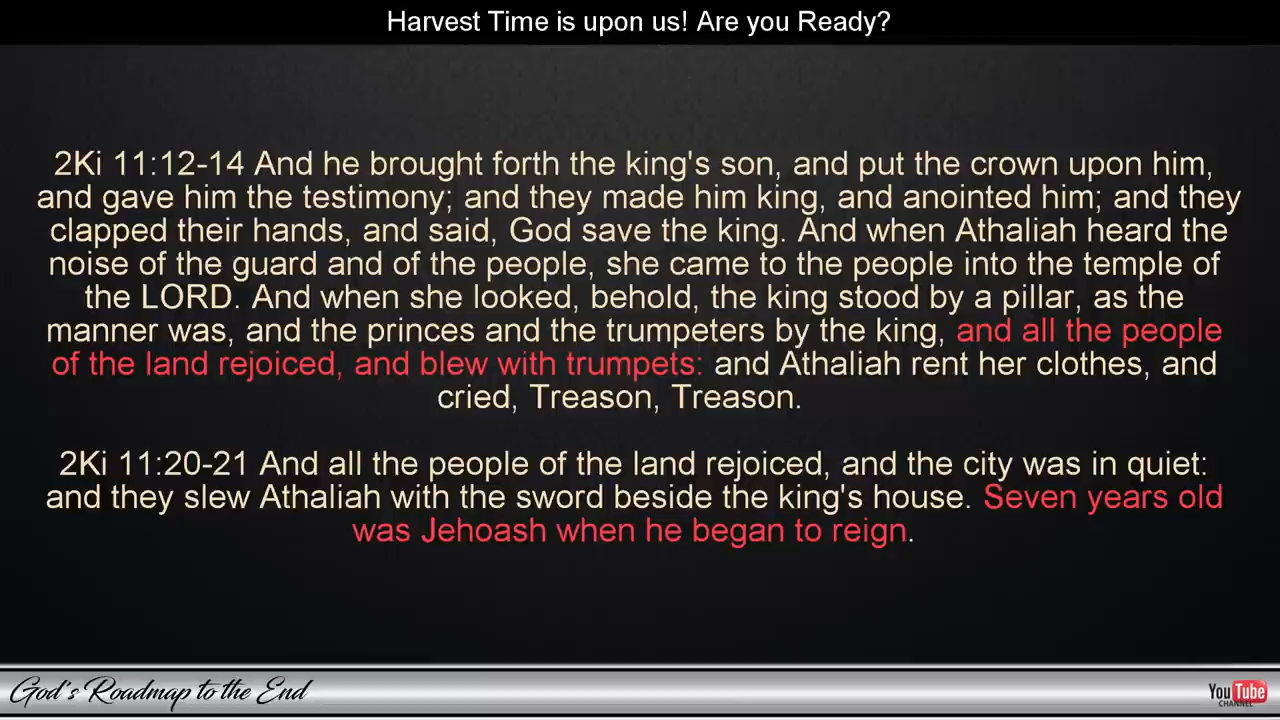 Harvest Time is upon us! Are you Ready?
2Ki 11:12-14 And he brought forth the king's son, and put the crown upon him,
and gave him the testimony; and they made him king, and anointed him; and they
clapped their hands, and said, God save the king. And when Athaliah heard the
noise of the guard and of the people, she came to the people into the temple of
the LORD. And when she looked, behold, the king stood by a pillar, as the
manner was, and the princes and the trumpeters by the king, and all the people
of the land rejoiced, and blew with trumpets: and Athaliah rent her clothes, and
cried, Treason, Treason.
2Ki 11:20-21 And all the people of the land rejoiced, and the city was in quiet:
and they slew Athaliah with the sword beside the king's house. Seven years old
was Jehoash when he began to reign.
God's Roadmap to the End
YouTube
CHANNEL